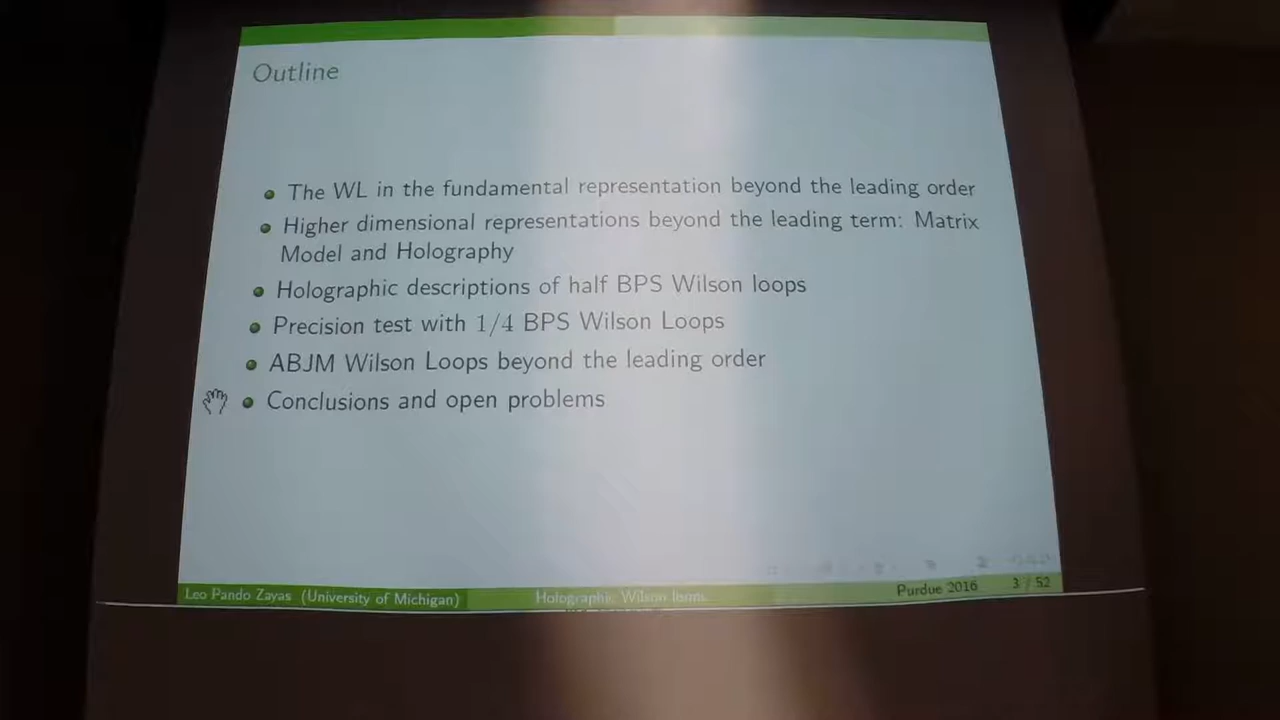 Outline
The WL in the fundamental representation beyond the leading order
Higher dimensional representations beyond the leading term: Matrix
Model and Holography
Holographic descriptions of half BPS Wilson loops
Precision test with 1/4 BPS Wilson Loops
ABJM Wilson Loops beyond the leading order
Conclusions and open problems
Leo Pando Zayas (University of Michigan) Holographic Wilson loops Purdue 2016 3 / 52